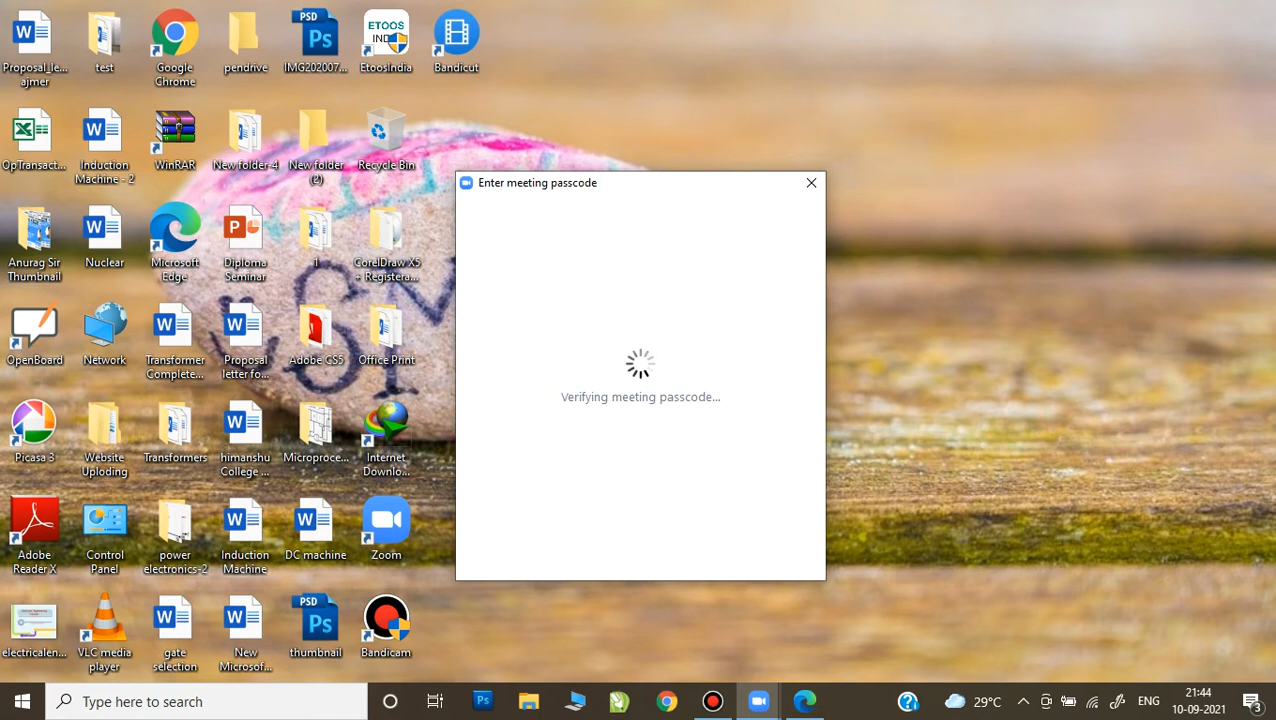 Proposal_le...
ajmer
test
Google
Chrome
pendrive
PSD
Ps
IMG202007...
ETOOS
IND
EtoosIndia
Bandicut
OpTransact...
Induction
Machine - 2
WinRAR
New folder-4
New folder
(2)
Recycle Bin
Enter meeting passcode
Anurag Sir
Thumbnail
Nuclear
Microsoft
Edge
Diploma
Seminar
1
CorelDraw X5
+ Registera...
OpenBoard
Network
Transformer
Complete...
Proposal
letter fo...
Adobe CS5
Office Print
Verifying meeting passcode...
Picasa 3
Website
Uploding
Transformers
himanshu
College ...
Microproce...
Internet
Downlo...
Adobe
Reader X
Control
Panel
power
electronics-2
Induction
Machine
DC machine
Zoom
electricalen...
VLC media
player
gate
selection
New
Microsof...
PSD
Ps
thumbnail
Bandicam
Type here to search
Ps
29°C
ENG
21:44
10-09-2021
3